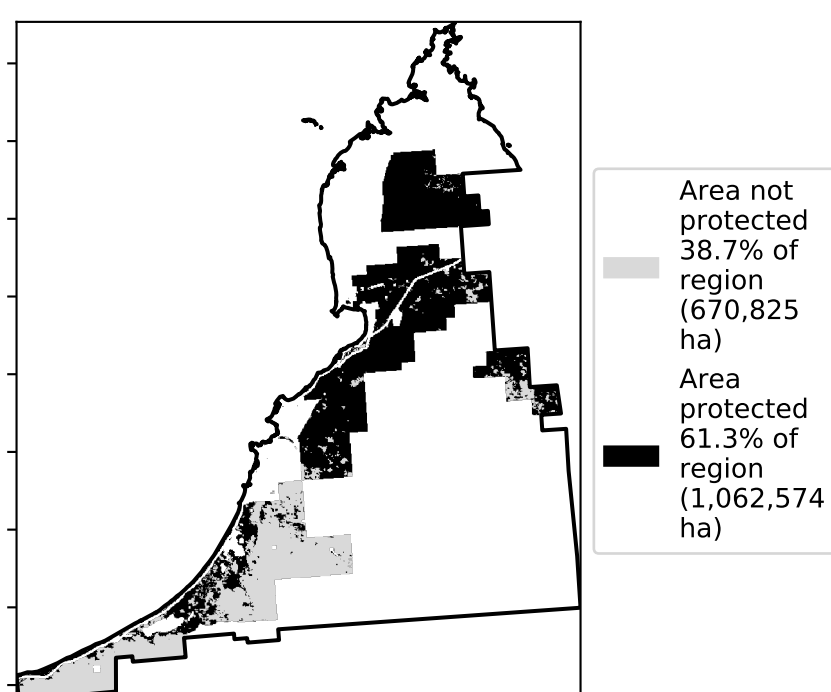 Area not
protected
38.7% of
region
(670,825
ha)
Area
protected
61.3% of
region
(1,062,574
ha)